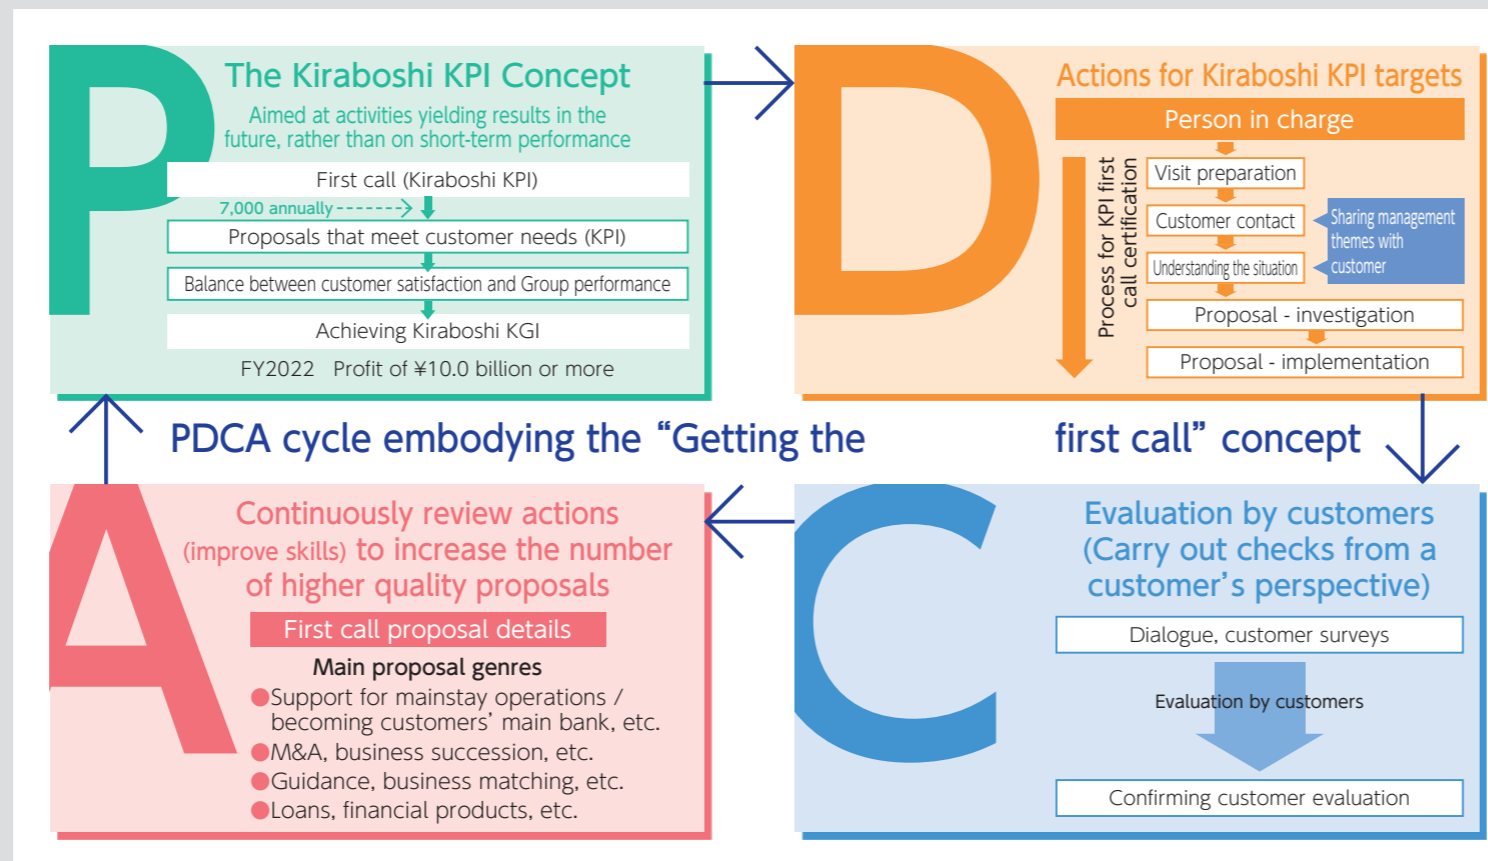 P
The Kiraboshi KPI Concept
Aimed at activities yielding results in the
future, rather than on short-term performance
First call (Kiraboshi KPI)
7,000 annually
Proposals that meet customer needs (KPI)
Balance between customer satisfaction and Group performance
Achieving Kiraboshi KGI
FY2022 Profit of ¥10.0 billion or more
D
Actions for Kiraboshi KPI targets
Person in charge
Process for KPI first
call certification
Visit preparation
Customer contact
Understanding the situation
Sharing management
themes with
customer
Proposal - investigation
Proposal - implementation
PDCA cycle embodying the “Getting the first call” concept
A
Continuously review actions
(improve skills) to increase the number
of higher quality proposals
First call proposal details
Main proposal genres
●Support for mainstay operations /
becoming customers’ main bank, etc.
●M&A, business succession, etc.
●Guidance, business matching, etc.
●Loans, financial products, etc.
C
Evaluation by customers
(Carry out checks from a
customer’s perspective)
Dialogue, customer surveys
Evaluation by customers
Confirming customer evaluation